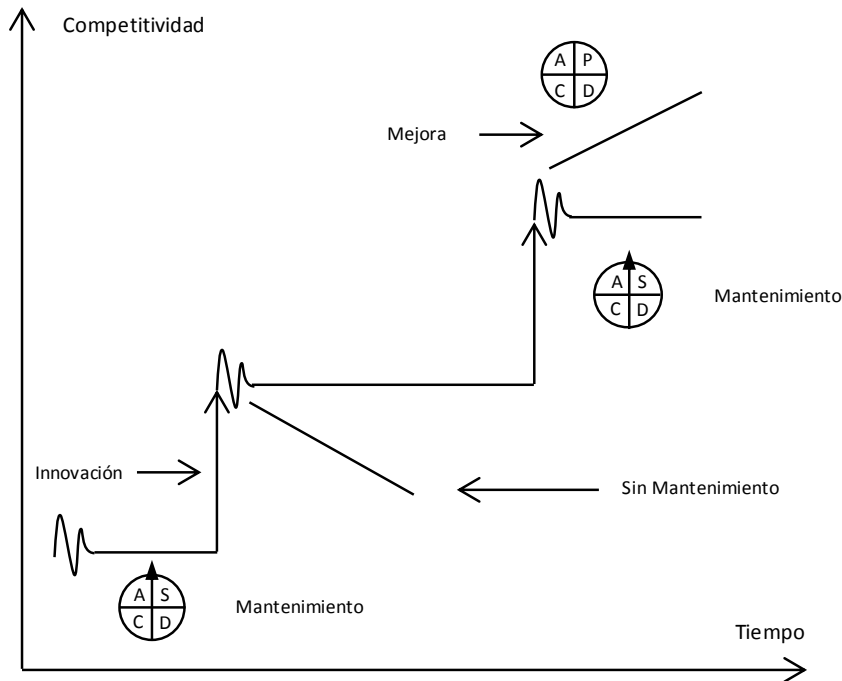 Competitividad
A P
C D
Mejora
A S
C D
Mantenimiento
Innovación
Sin Mantenimiento
A S
C D
Mantenimiento
Tiempo